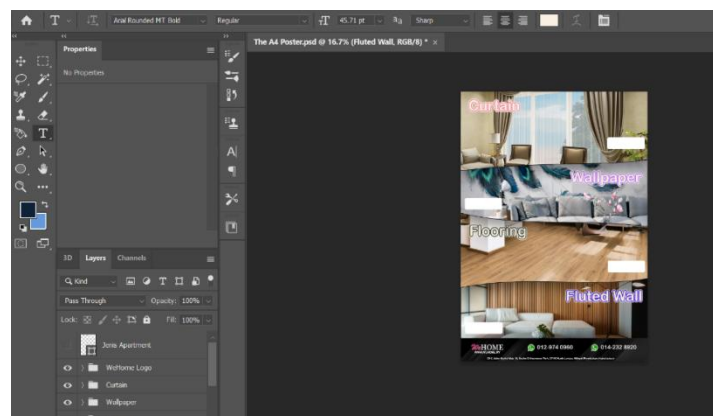 T Arial Rounded MT Bold Regular 45.71 pt Sharp
The A4 Poster.psd @ 16.7% (Fluted Wall, RGB/8) * ×
Properties
No Properties
3D Layers Channels
Kind
Pass Through Opacity: 100%
Lock: Fill: 100%
Jems Apartment
WeHome Logo
Curtain
Wallpaper
Curtain
Wallpaper
Flooring
Fluted Wall
HOME
012-974 0960
014-232 8920